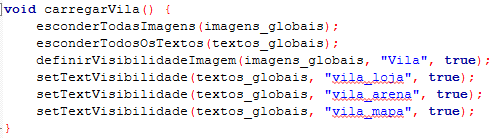 void carregarVila() {
    esconderTodasImagens(imagens_globais);
    esconderTodosOsTextos(textos_globais);
    definirVisibilidadeImagem(imagens_globais, "Vila", true);
    setTextVisibilidade(textos_globais, "vila_loja", true);
    setTextVisibilidade(textos_globais, "vila_arena", true);
    setTextVisibilidade(textos_globais, "vila_mapa", true);
}